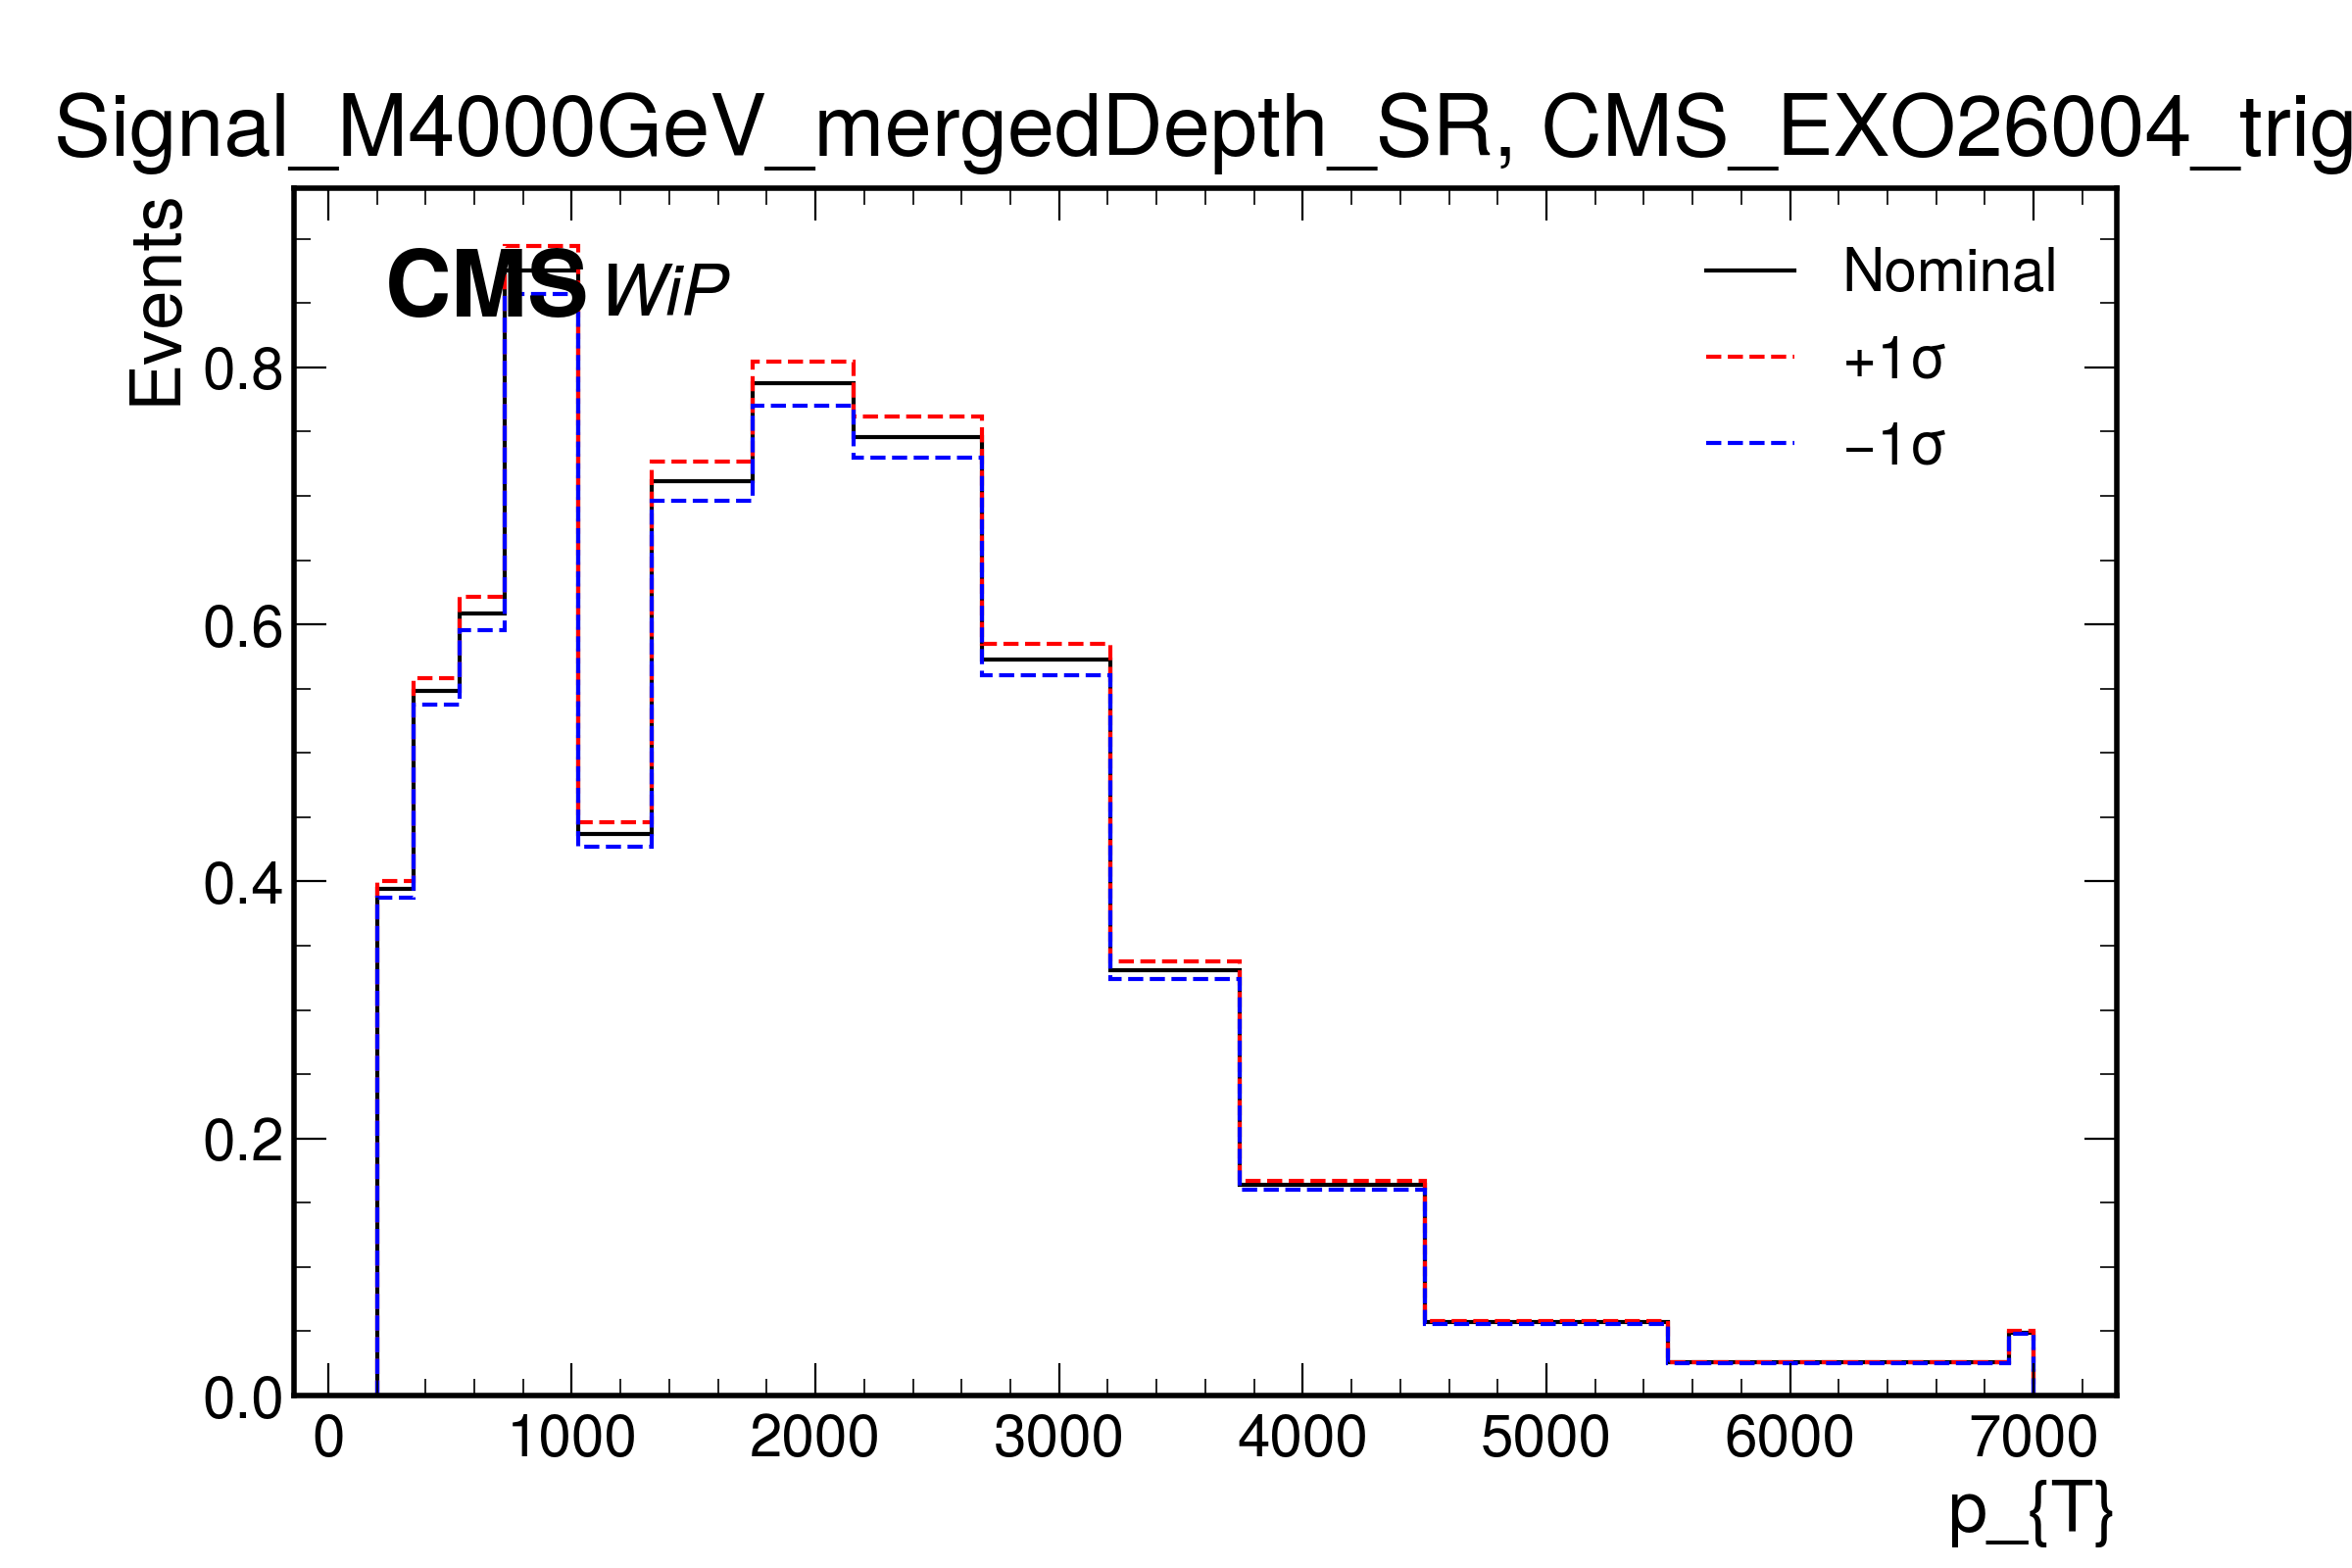 Signal_M4000GeV_mergedDepth_SR, CMS_EXO26004_trig
Events
CMS WiP
Nominal
+1σ
−1σ
0.8
0.6
0.4
0.2
0.0
0 1000 2000 3000 4000 5000 6000 7000
p_{T}